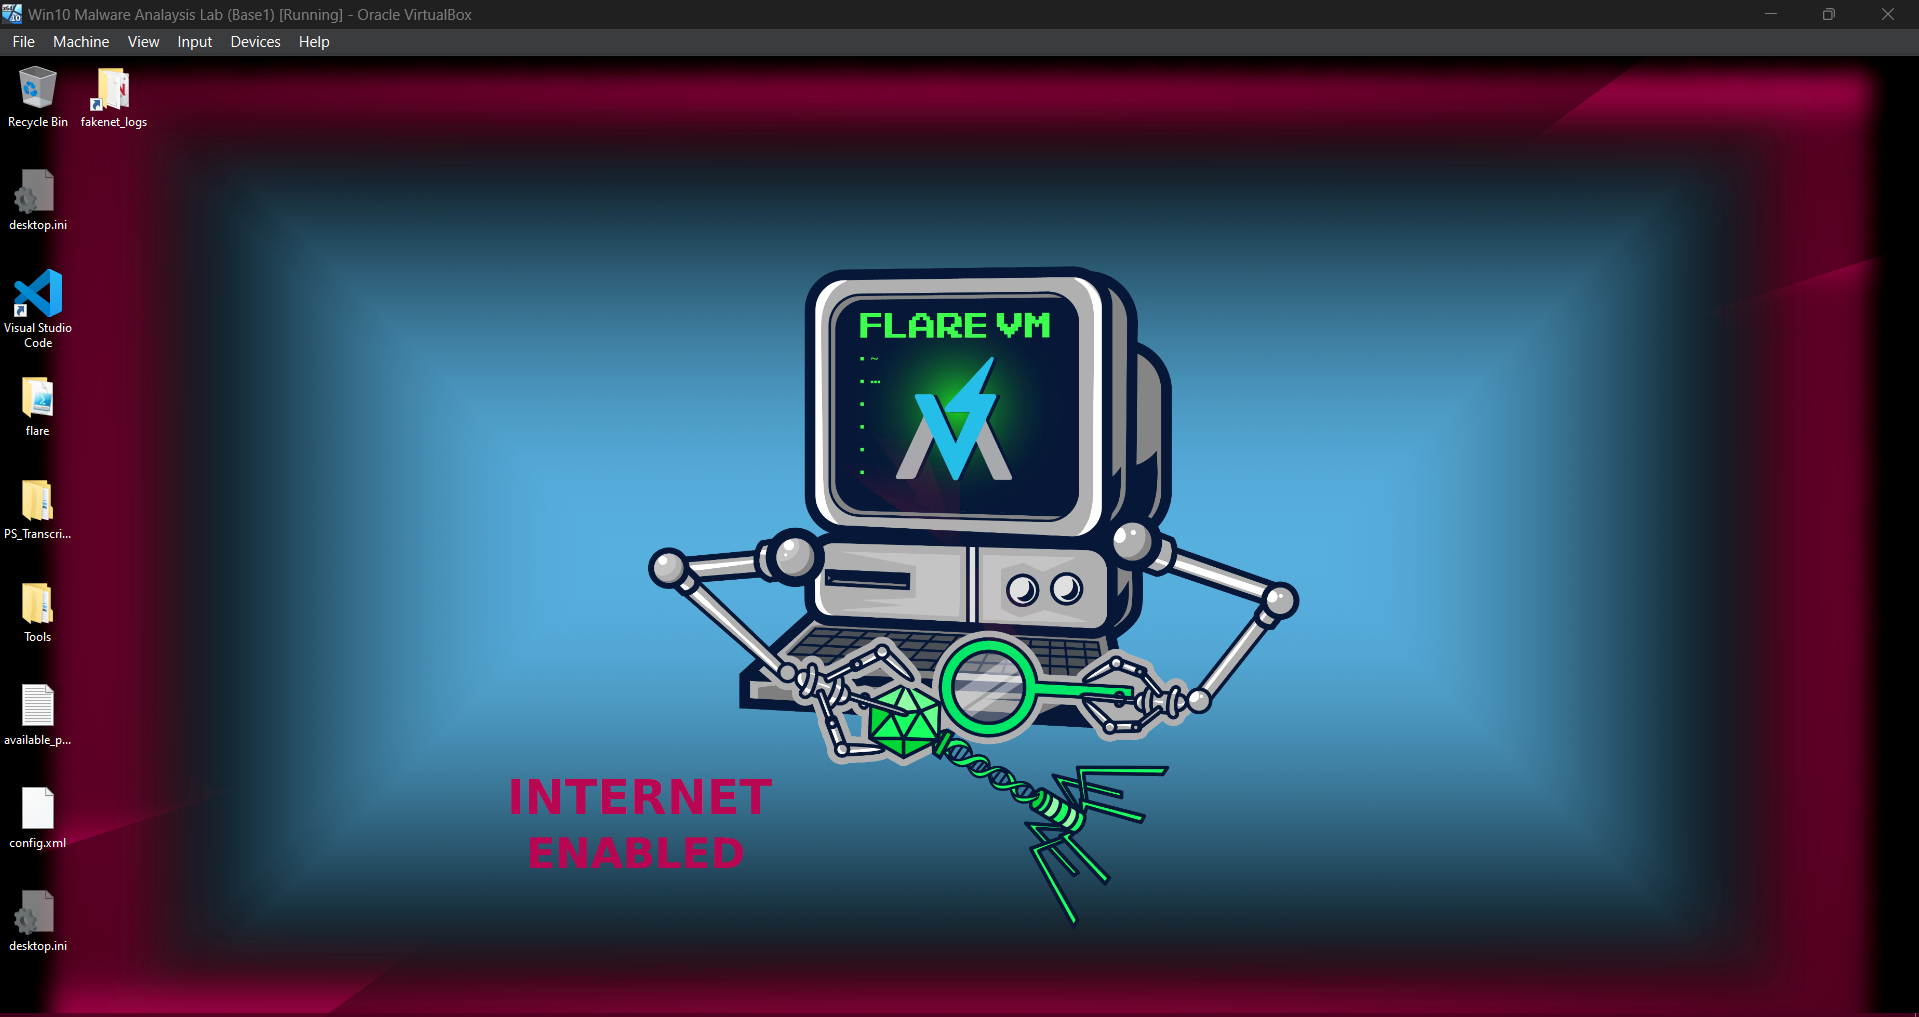 Win10 Malware Analaysis Lab (Base1) [Running] - Oracle VirtualBox
File Machine View Input Devices Help
Recycle Bin
fakenet_logs
desktop.ini
Visual Studio
Code
flare
PS_Transcri...
Tools
available_p...
config.xml
desktop.ini
FLARE VM
INTERNET
ENABLED